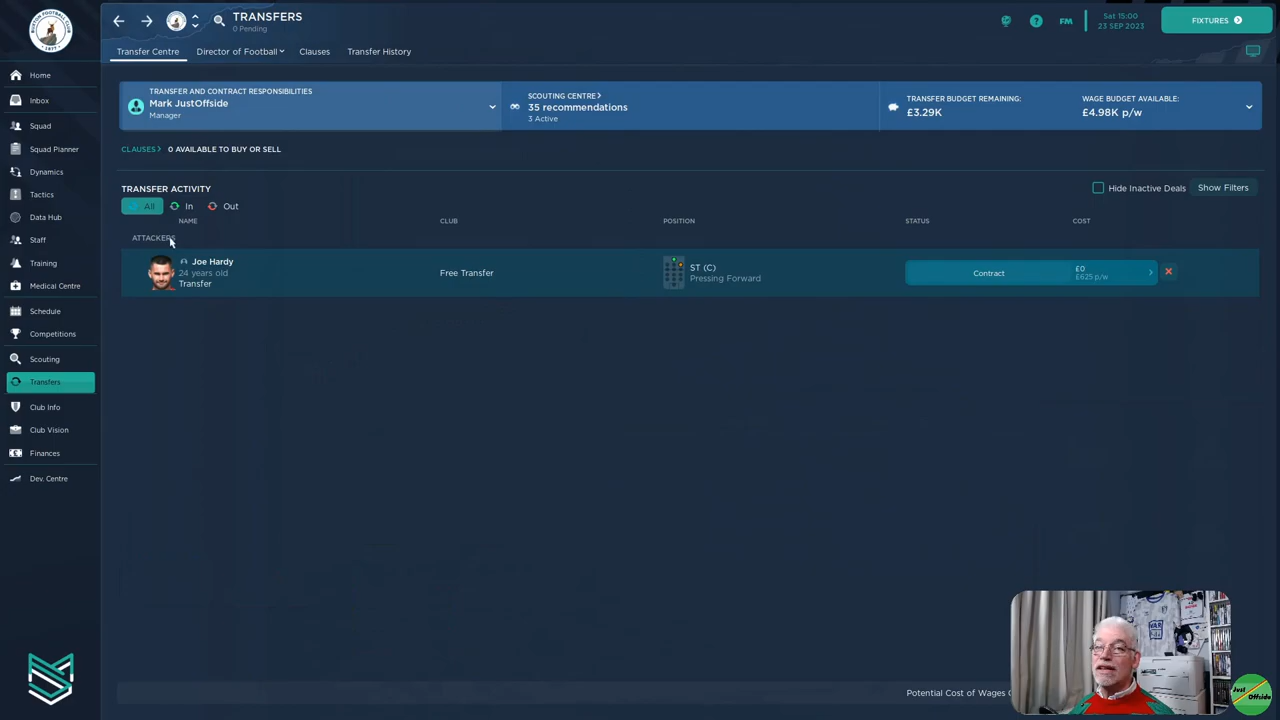 TRANSFERS
0 Pending
Sat 15:00
23 SEP 2023
FM
FIXTURES
Transfer Centre
Director of Football
Clauses
Transfer History
Home
Inbox
Squad
Squad Planner
Dynamics
Tactics
Data Hub
Staff
Training
Medical Centre
Schedule
Competitions
Scouting
Transfers
Club Info
Club Vision
Finances
Dev. Centre
TRANSFER AND CONTRACT RESPONSIBILITIES
Mark JustOffside
Manager
SCOUTING CENTRE
35 recommendations
3 Active
TRANSFER BUDGET REMAINING:
£3.29K
WAGE BUDGET AVAILABLE:
£4.98K p/w
CLAUSES
0 AVAILABLE TO BUY OR SELL
TRANSFER ACTIVITY
Hide Inactive Deals
Show Filters
All
In
Out
NAME
CLUB
POSITION
STATUS
COST
ATTACKERS
Joe Hardy
24 years old
Transfer
Free Transfer
ST (C)
Pressing Forward
Contract
£0
£625 p/w
Potential Cost of Wages
VAR
Just
Offside